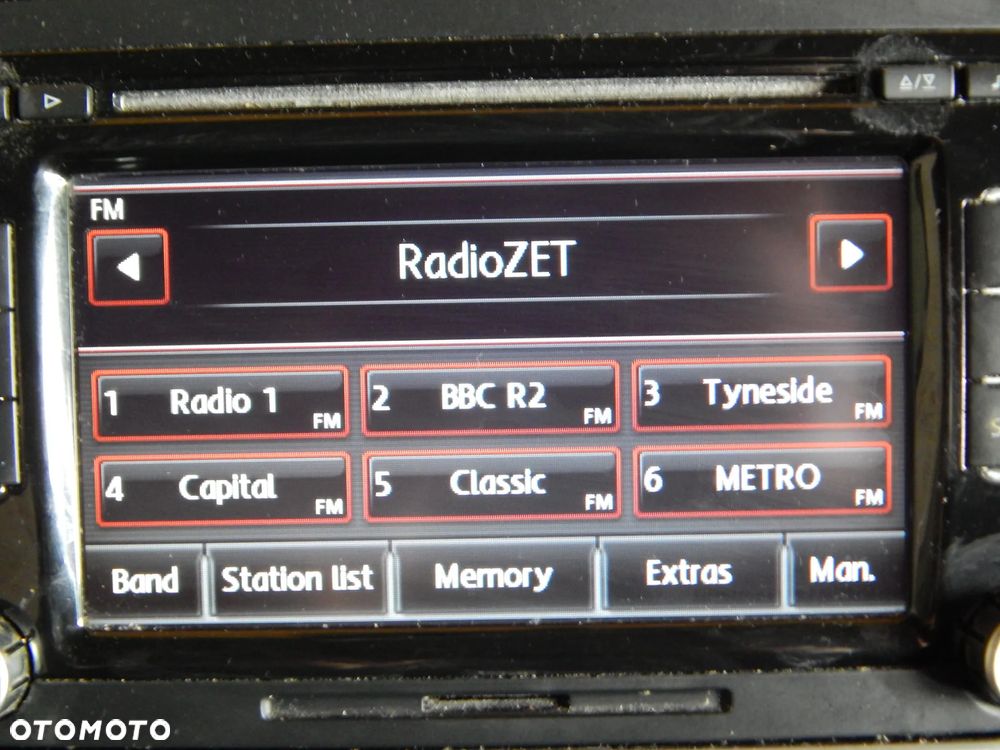 FM
RadioZET
1 Radio 1 FM
2 BBC R2 FM
3 Tyneside FM
4 Capital FM
5 Classic FM
6 METRO FM
Band Station list Memory Extras Man.
OTOMOTO